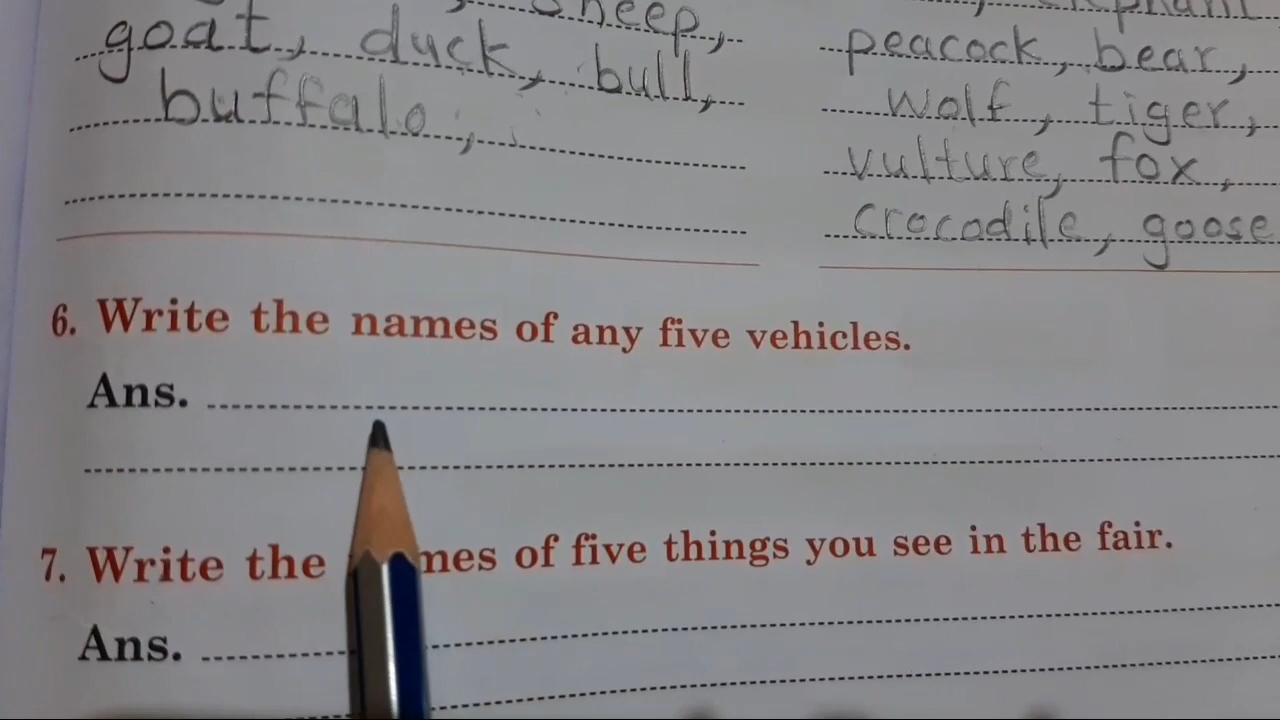 sheep,
goat, duck, bull,
buffalo,
peacock, bear,
wolf, tiger,
vulture, fox,
crocodile, goose
6. Write the names of any five vehicles.
Ans.
7. Write the mes of five things you see in the fair.
Ans.